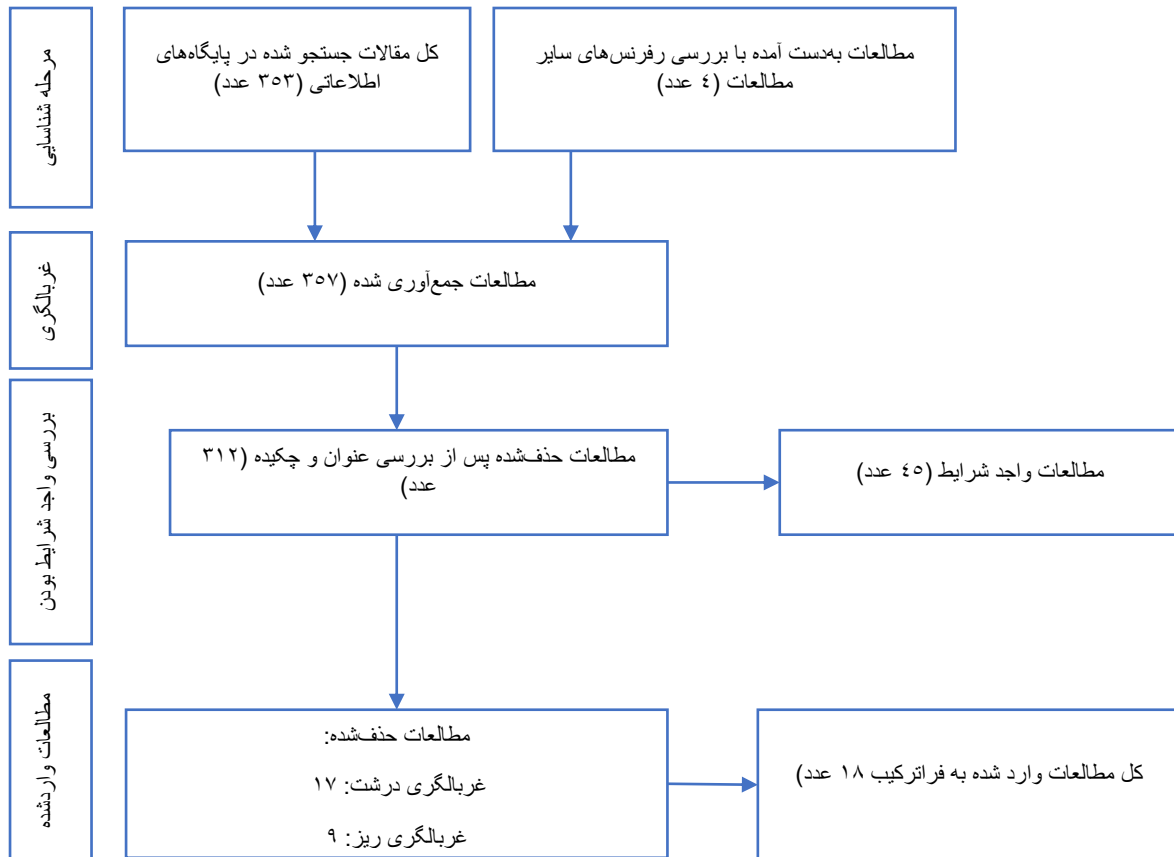 مرحله شناسایی
کل مقالات جستجو شده در پایگاه‌های
اطلاعاتی (۳۵۳ عدد)
مطالعات به‌دست آمده با بررسی رفرنس‌های سایر
مطالعات (٤ عدد)
غربالگری
مطالعات جمع‌آوری شده (۳٥۷ عدد)
بررسی واجد شرایط بودن
مطالعات حذف‌شده پس از بررسی عنوان و چکیده (۳۱۲
عدد)
مطالعات واجد شرایط (٤٥ عدد)
مطالعات واردشده
مطالعات حذف‌شده:
غربالگری درشت: ۱۷
غربالگری ریز: ۹
کل مطالعات وارد شده به فراترکیب ۱۸ عدد)